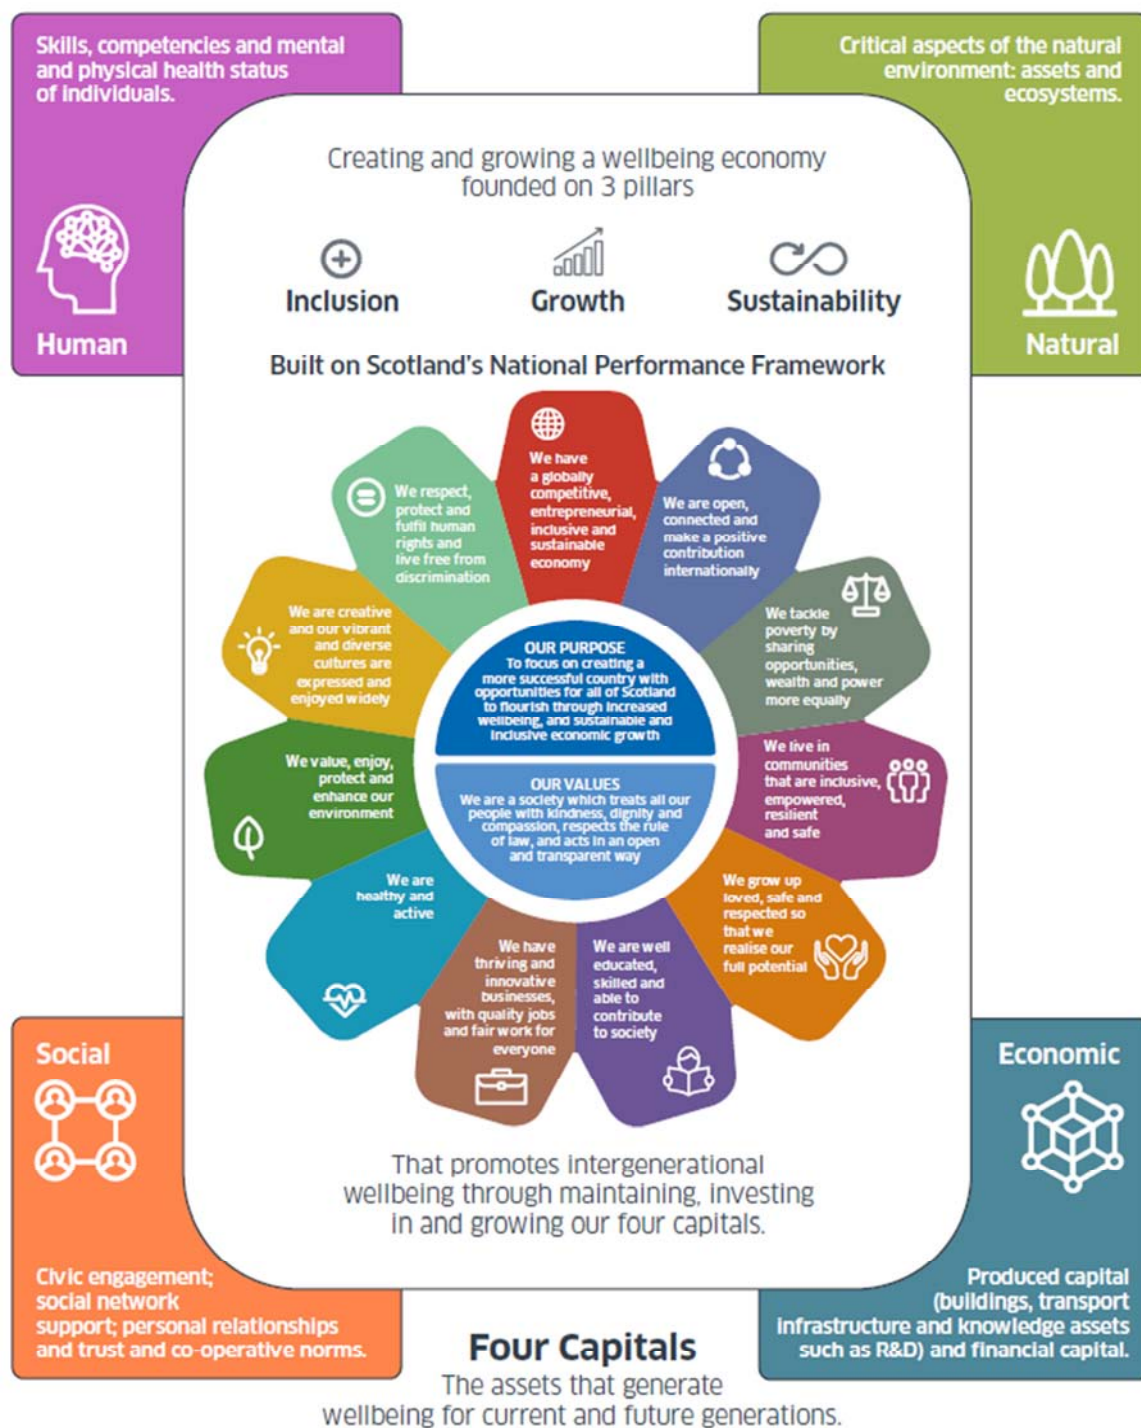 Skills, competencies and mental
and physical health status
of individuals.
Human
Critical aspects of the natural
environment: assets and
ecosystems.
Natural
Creating and growing a wellbeing economy
founded on 3 pillars
Inclusion
Growth
Sustainability
Built on Scotland's National Performance Framework
We have
a globally
competitive,
entrepreneurial,
inclusive and
sustainable
economy
We are open,
connected and
make a positive
contribution
internationally
We tackle
poverty by
sharing
opportunities,
wealth and power
more equally
We live in
communities
that are inclusive,
empowered,
resilient
and safe
We grow up
loved, safe and
respected so
that we
realise our
full potential
We are well
educated,
skilled and
able to
contribute
to society
We have
thriving and
innovative
businesses,
with quality jobs
and fair work for
everyone
We are
healthy and
active
We value, enjoy,
protect and
enhance our
environment
We are creative
and our vibrant
and diverse
cultures are
expressed and
enjoyed widely
We respect,
protect and
fulfil human
rights and
live free from
discrimination
OUR PURPOSE
To focus on creating a
more successful country with
opportunities for all of Scotland
to flourish through increased
wellbeing, and sustainable and
inclusive economic growth
OUR VALUES
We are a society which treats all our
people with kindness, dignity and
compassion, respects the rule
of law, and acts in an open
and transparent way
That promotes intergenerational
wellbeing through maintaining, investing
in and growing our four capitals.
Social
Civic engagement;
social network
support; personal relationships
and trust and co-operative norms.
Economic
Produced capital
(buildings, transport
infrastructure and knowledge assets
such as R&D) and financial capital.
Four Capitals
The assets that generate
wellbeing for current and future generations.